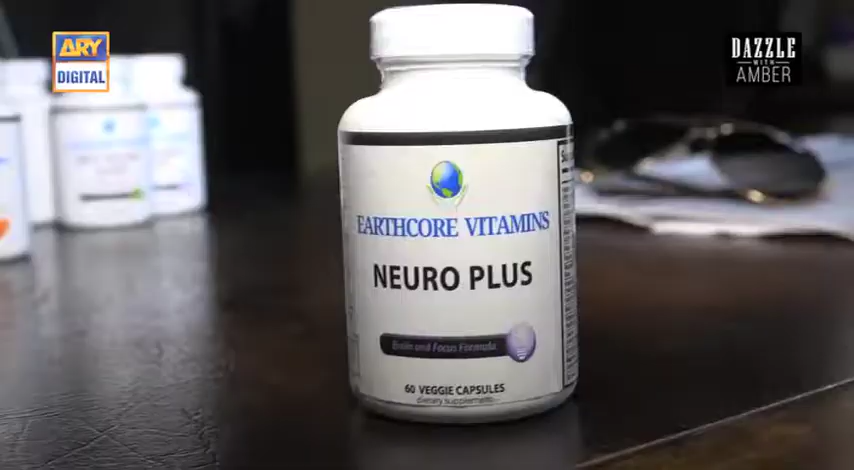 ARY
DIGITAL
DAZZLE
WITH
AMBER
EARTHCORE VITAMINS
NEURO PLUS
Brain and Focus Formula
60 VEGGIE CAPSULES
dietary supplement